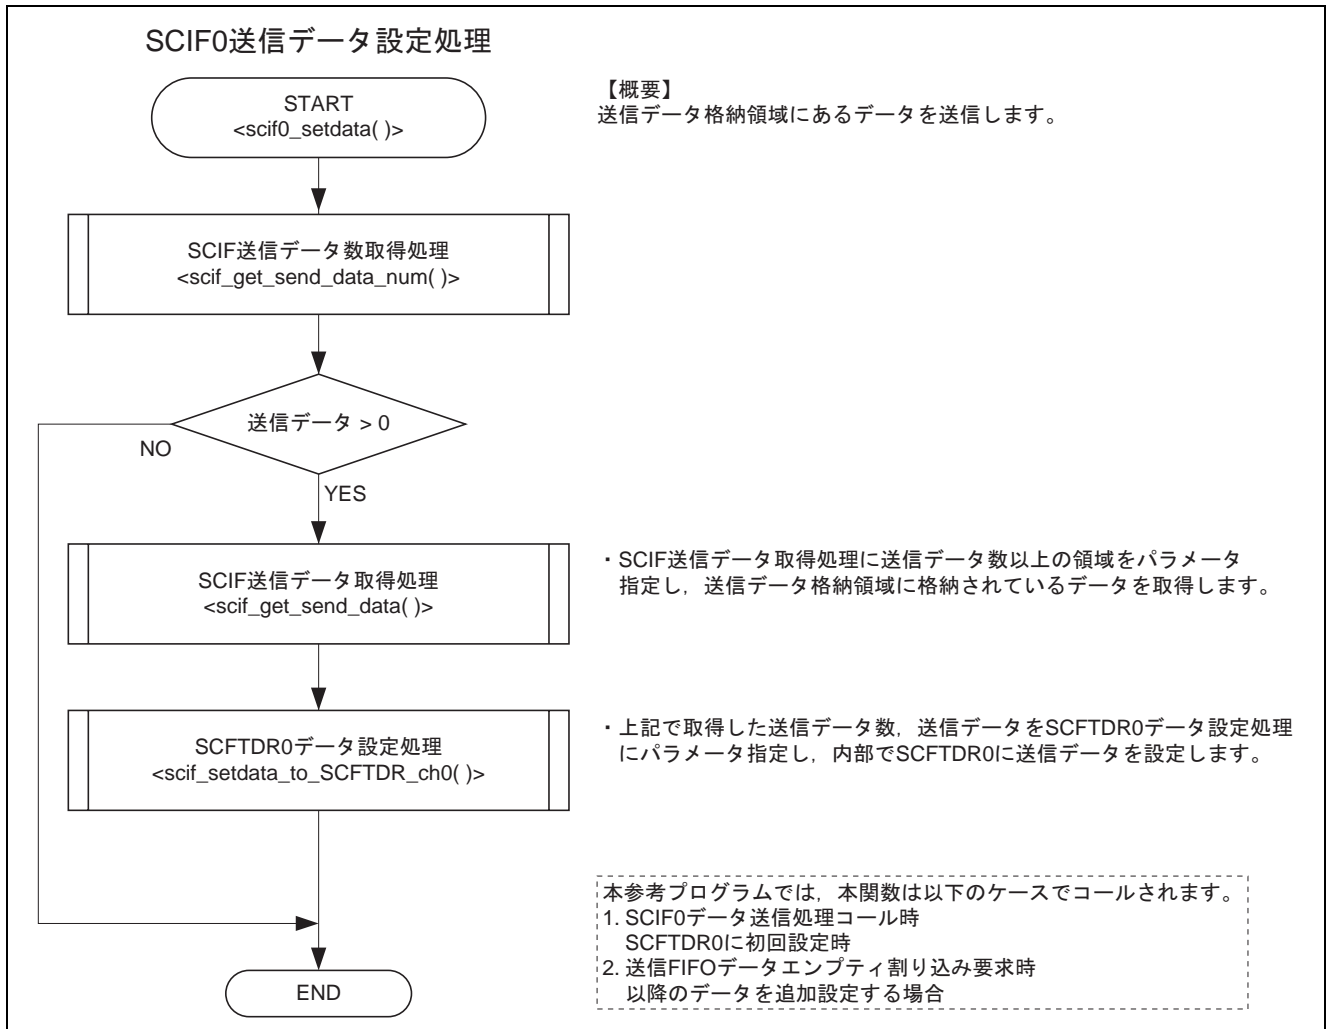 SCIF0送信データ設定処理
START
<scif0_setdata( )>
【概要】
送信データ格納領域にあるデータを送信します。
SCIF送信データ数取得処理
<scif_get_send_data_num( )>
送信データ > 0
NO
YES
SCIF送信データ取得処理
<scif_get_send_data( )>
・SCIF送信データ取得処理に送信データ数以上の領域をパラメータ
指定し，送信データ格納領域に格納されているデータを取得します。
SCFTDR0データ設定処理
<scif_setdata_to_SCFTDR_ch0( )>
・上記で取得した送信データ数，送信データをSCFTDR0データ設定処理
にパラメータ指定し，内部でSCFTDR0に送信データを設定します。
本参考プログラムでは，本関数は以下のケースでコールされます。
1. SCIF0データ送信処理コール時
SCFTDR0に初回設定時
2. 送信FIFOデータエンプティ割り込み要求時
以降のデータを追加設定する場合
END